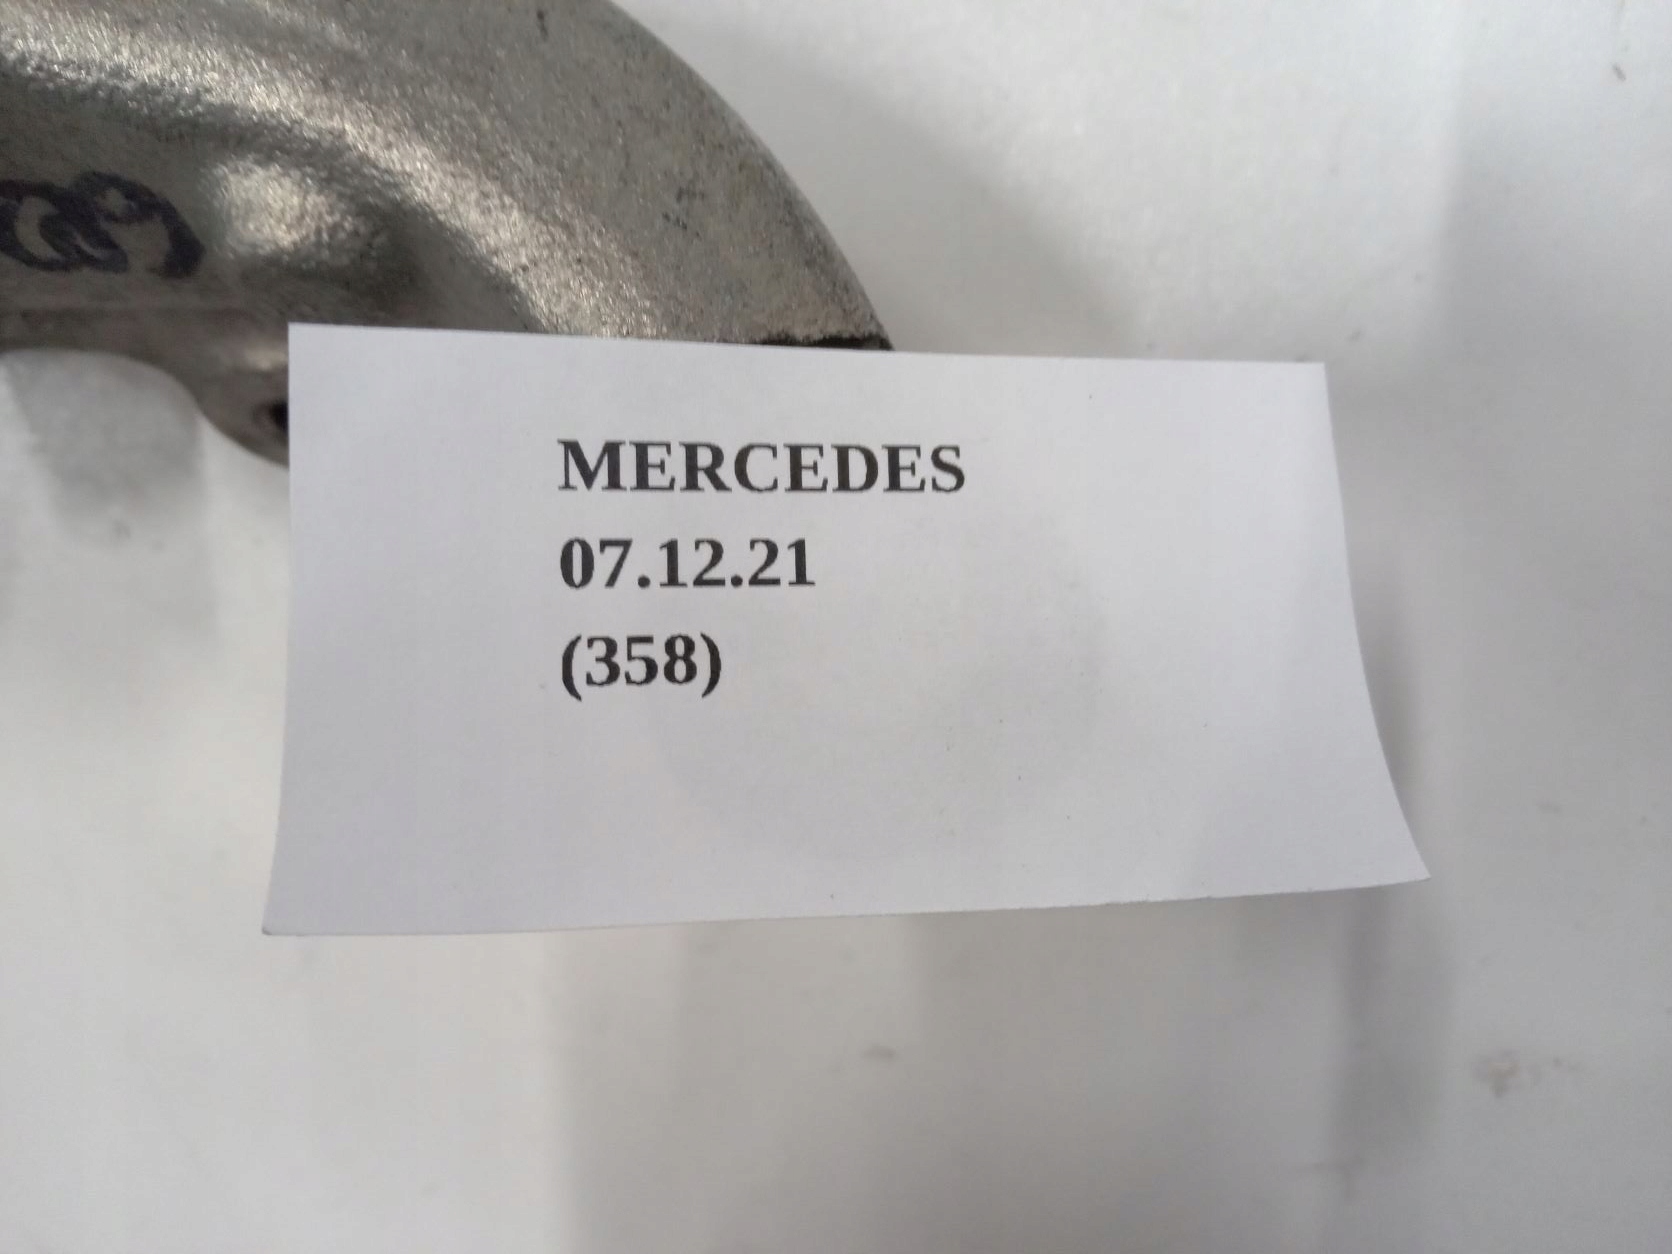 MERCEDES
07.12.21
(358)